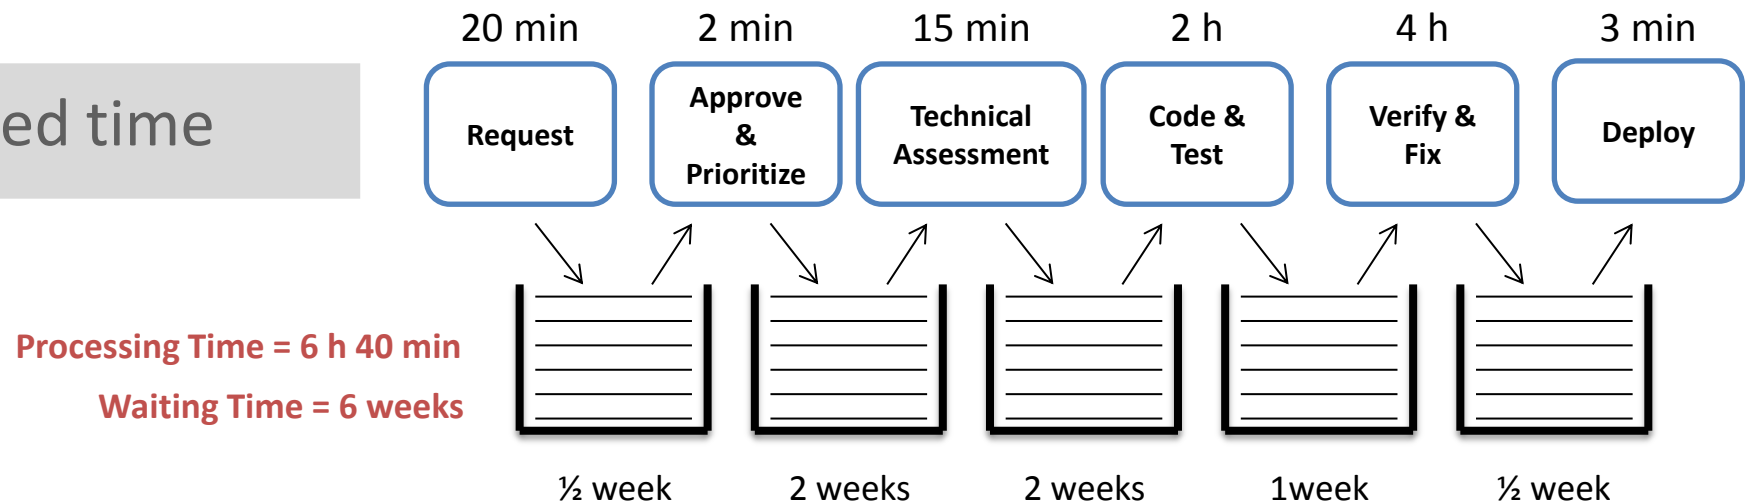 20 min
2 min
15 min
2 h
4 h
3 min
ed time
Request
Approve
&
Prioritize
Technical
Assessment
Code &
Test
Verify &
Fix
Deploy
Processing Time = 6 h 40 min
Waiting Time = 6 weeks
½ week
2 weeks
2 weeks
1week
½ week